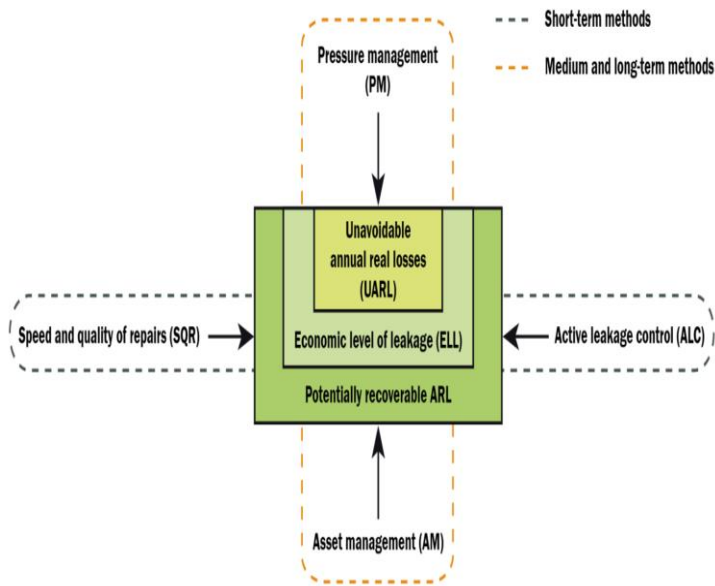 Short-term methods
Medium and long-term methods
Pressure management
(PM)
Unavoidable
annual real losses
(UARL)
Speed and quality of repairs (SQR)
Economic level of leakage (ELL)
Active leakage control (ALC)
Potentially recoverable ARL
Asset management (AM)